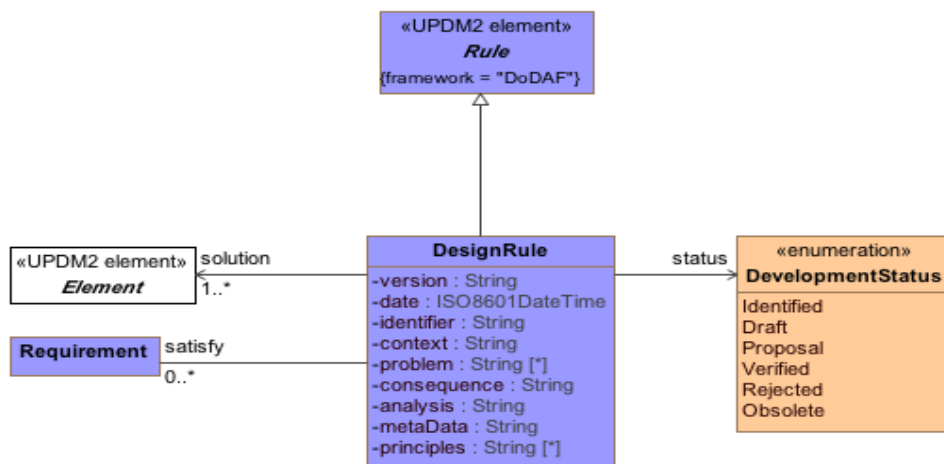 «UPDM2 element»
Rule
{framework = "DoDAF"}
«UPDM2 element»
Element
solution
1..*
Requirement
satisfy
0..*
DesignRule
-version : String
-date : ISO8601DateTime
-identifier : String
-context : String
-problem : String [*]
-consequence : String
-analysis : String
-metaData : String
-principles : String [*]
status
«enumeration»
DevelopmentStatus
Identified
Draft
Proposal
Verified
Rejected
Obsolete